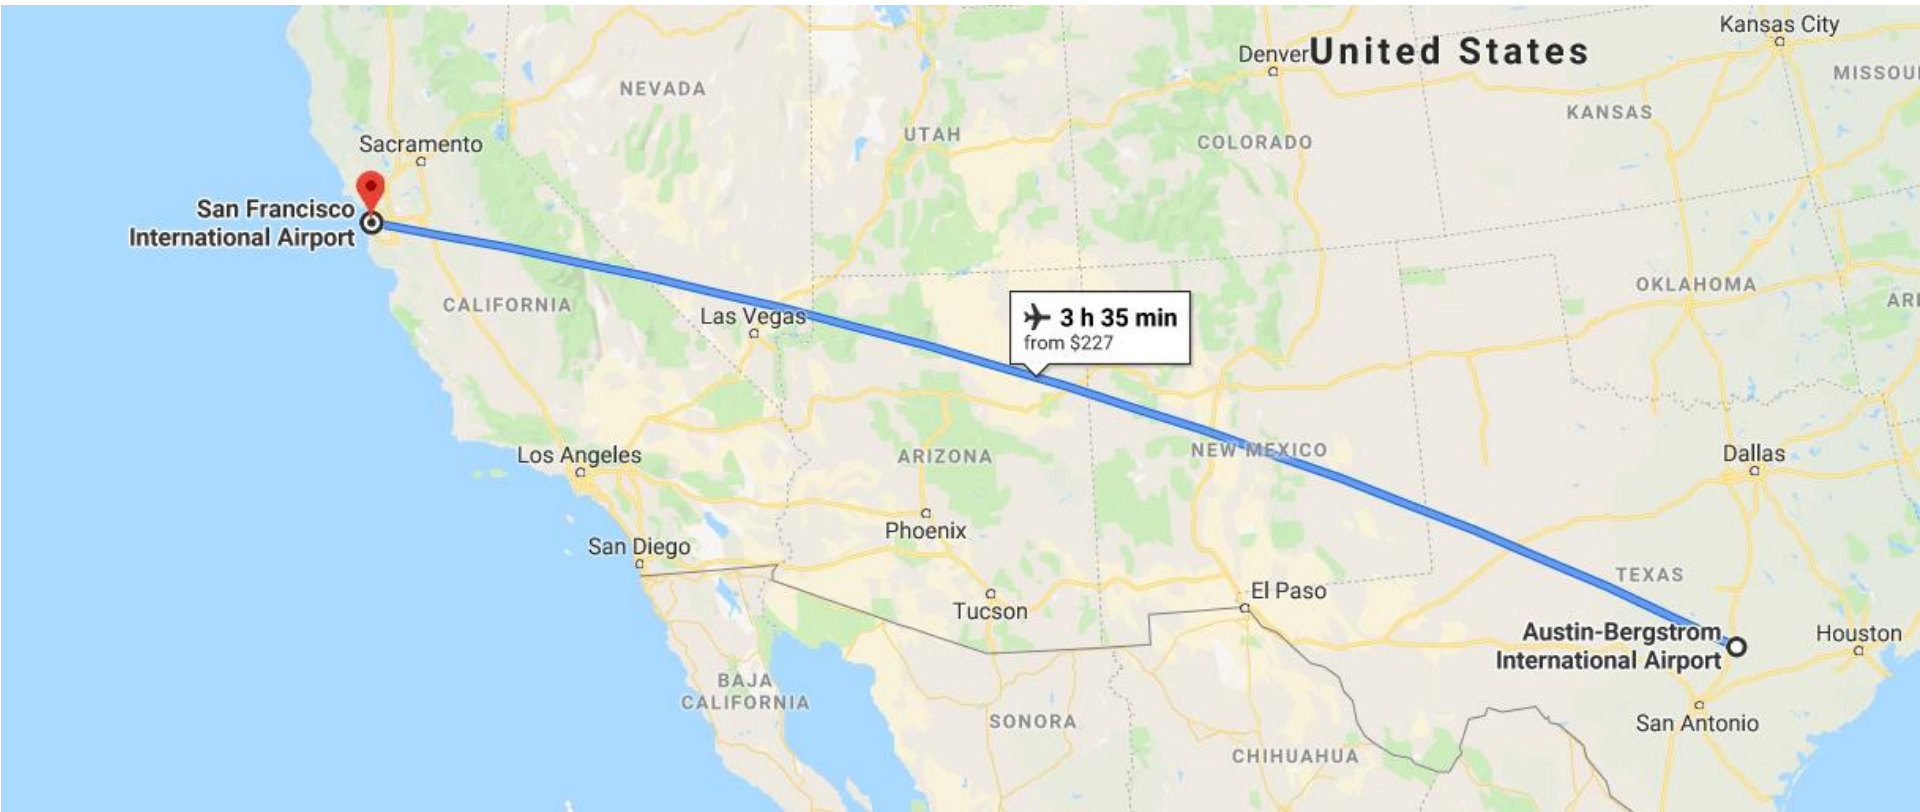 Kansas City
Denver
United States
MISSOU
NEVADA
KANSAS
UTAH
COLORADO
Sacramento
San Francisco
International Airport
OKLAHOMA
CALIFORNIA
Las Vegas
3 h 35 min
from $227
Los Angeles
ARIZONA
NEW MEXICO
Dallas
Phoenix
San Diego
TEXAS
El Paso
Tucson
Austin-Bergstrom
International Airport
Houston
BAJA
CALIFORNIA
SONORA
San Antonio
CHIHUAHUA